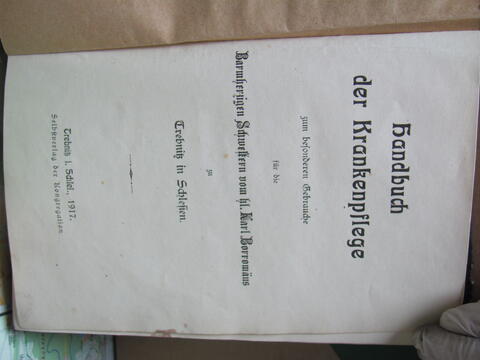 Handbuch
der Krankenpflege
zum besonderen Gebrauche
für die
Barmherzigen Schwestern vom hl. Karl Borromäus
zu
Trebnitz in Schlesien.
Trebnitz i. Schles., 1917.
Selbstverlag der Kongregation